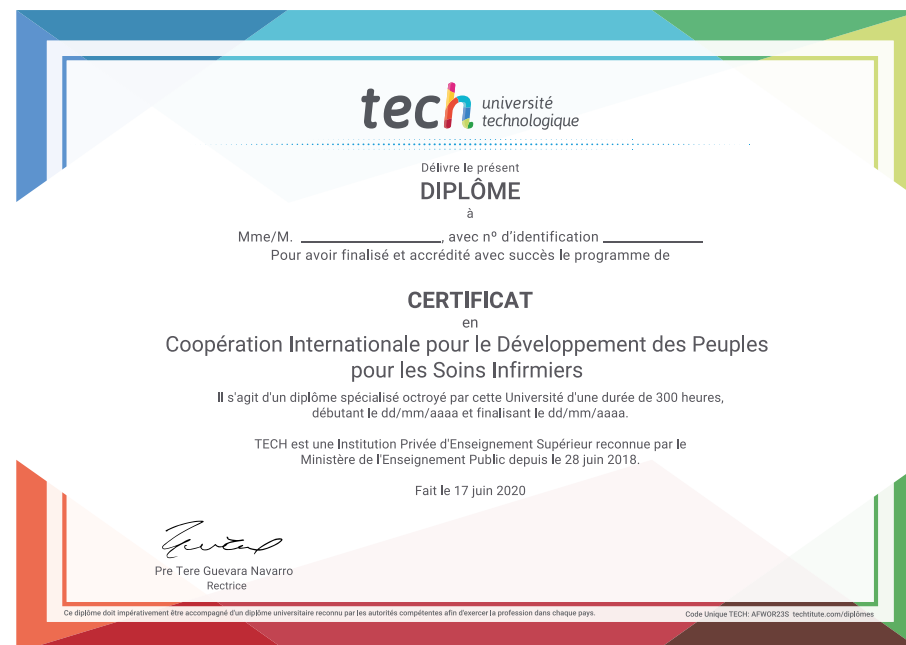 tech université
technologique
Délivre le présent
DIPLÔME
à
Mme/M. ____________________, avec nº d'identification ______________
Pour avoir finalisé et accrédité avec succès le programme de
CERTIFICAT
en
Coopération Internationale pour le Développement des Peuples
pour les Soins Infirmiers
Il s'agit d'un diplôme spécialisé octroyé par cette Université d'une durée de 300 heures,
débutant le dd/mm/aaaa et finalisant le dd/mm/aaaa.
TECH est une Institution Privée d'Enseignement Supérieur reconnue par le
Ministère de l'Enseignement Public depuis le 28 juin 2018.
Fait le 17 juin 2020
Pre Tere Guevara Navarro
Rectrice
Ce diplôme doit impérativement être accompagné d'un diplôme universitaire reconnu par les autorités compétentes afin d'exercer la profession dans chaque pays.
Code Unique TECH: AFWOR23S techtitute.com/diplômes